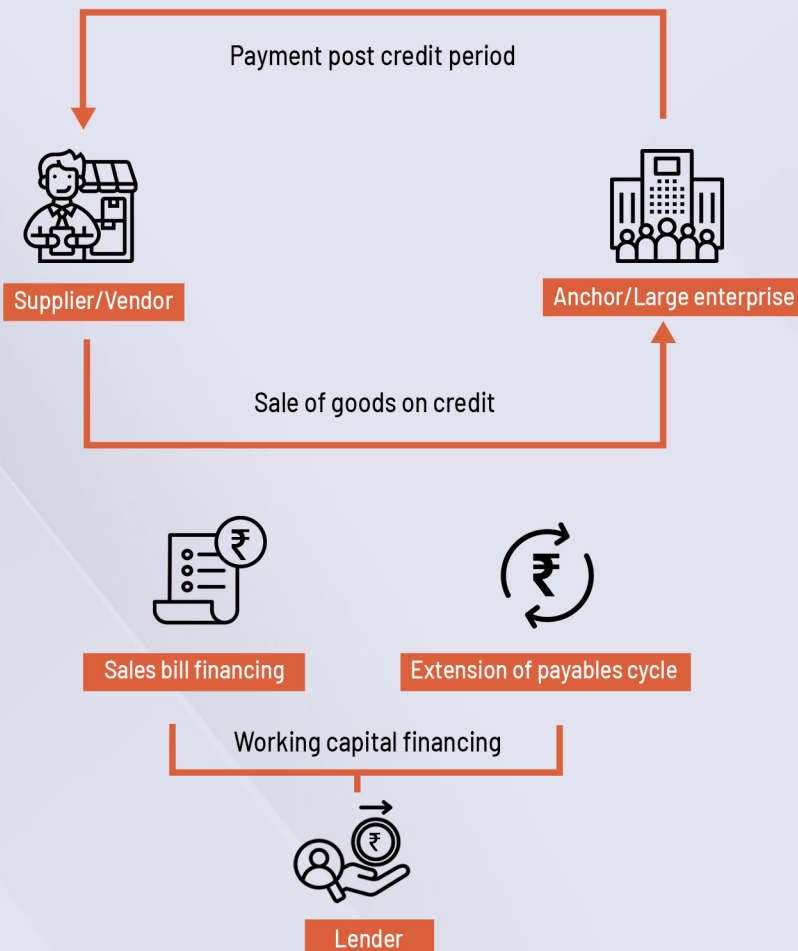 Payment post credit period
Supplier/Vendor
Anchor/Large enterprise
Sale of goods on credit
₹
₹
Sales bill financing
Extension of payables cycle
Working capital financing
₹
Lender